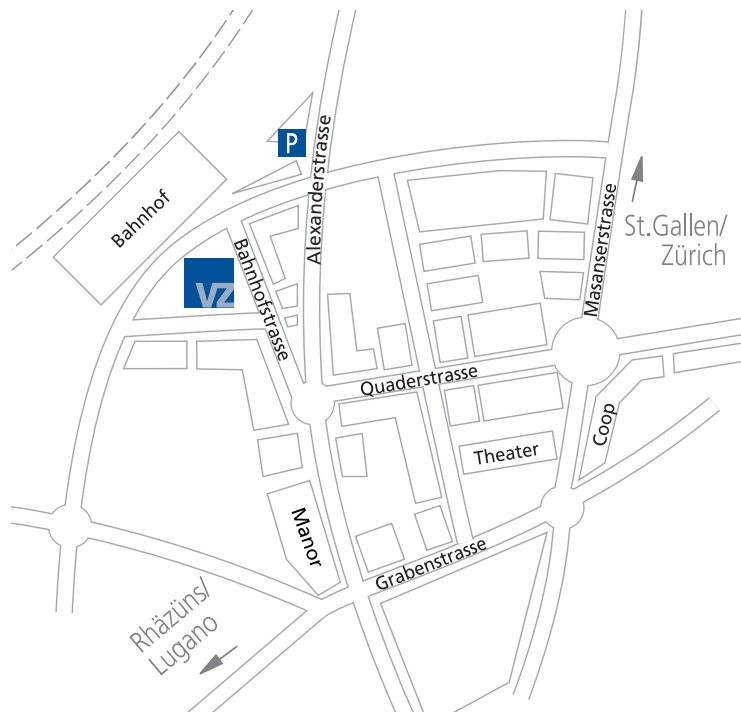 P
Alexanderstrasse
Bahnhof
Masanserstrasse
St.Gallen/
Zürich
Bahnhofstrasse
VZ
Quaderstrasse
Coop
Theater
Manor
Grabenstrasse
Rhäzüns/
Lugano